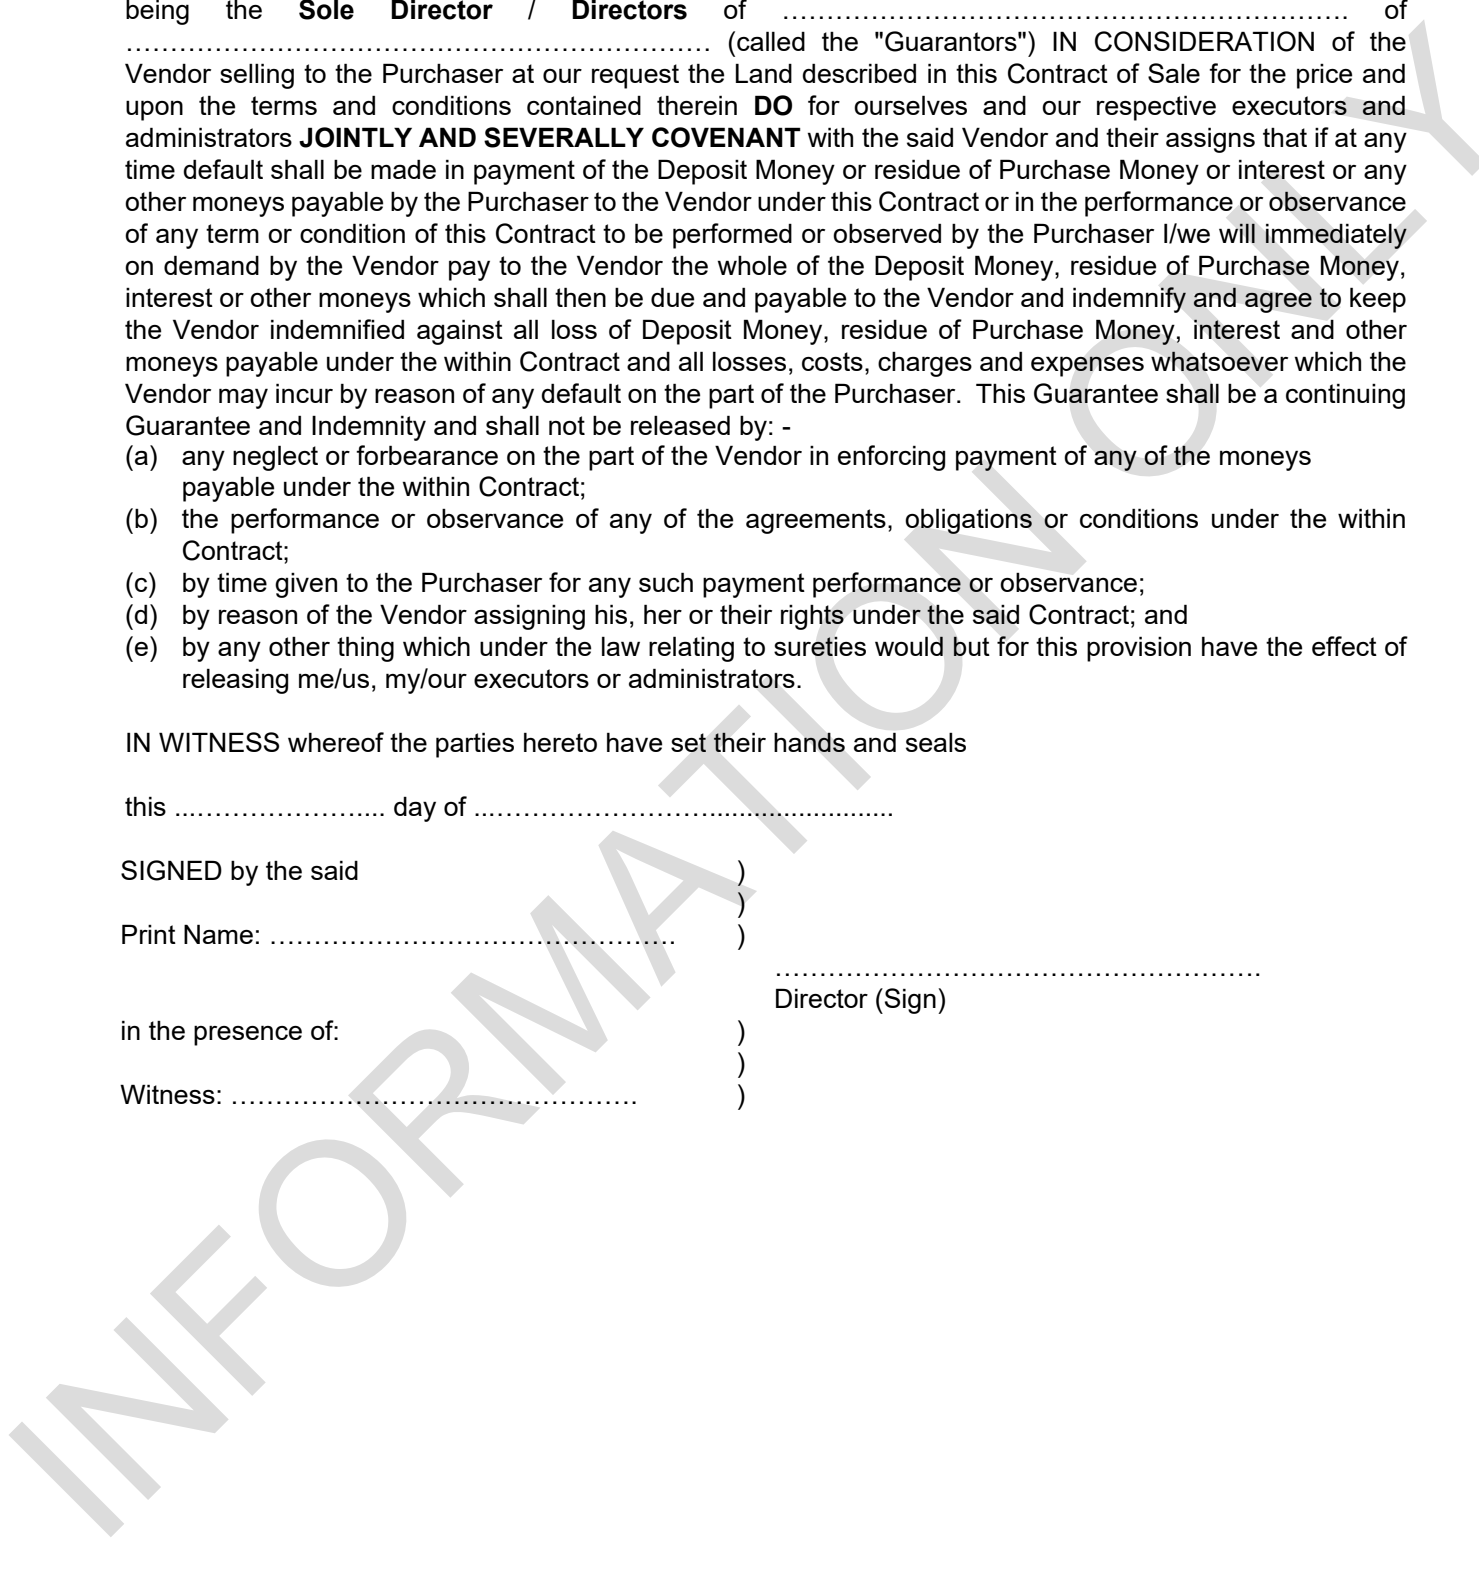 being the Sole Director / Directors of ………………………………………………………. of
………………………………………………………… (called the "Guarantors") IN CONSIDERATION of the
Vendor selling to the Purchaser at our request the Land described in this Contract of Sale for the price and
upon the terms and conditions contained therein DO for ourselves and our respective executors and
administrators JOINTLY AND SEVERALLY COVENANT with the said Vendor and their assigns that if at any
time default shall be made in payment of the Deposit Money or residue of Purchase Money or interest or any
other moneys payable by the Purchaser to the Vendor under this Contract or in the performance or observance
of any term or condition of this Contract to be performed or observed by the Purchaser I/we will immediately
on demand by the Vendor pay to the Vendor the whole of the Deposit Money, residue of Purchase Money,
interest or other moneys which shall then be due and payable to the Vendor and indemnify and agree to keep
the Vendor indemnified against all loss of Deposit Money, residue of Purchase Money, interest and other
moneys payable under the within Contract and all losses, costs, charges and expenses whatsoever which the
Vendor may incur by reason of any default on the part of the Purchaser.  This Guarantee shall be a continuing
Guarantee and Indemnity and shall not be released by: -
(a) any neglect or forbearance on the part of the Vendor in enforcing payment of any of the moneys
payable under the within Contract;
(b) the performance or observance of any of the agreements, obligations or conditions under the within
Contract;
(c) by time given to the Purchaser for any such payment performance or observance;
(d) by reason of the Vendor assigning his, her or their rights under the said Contract; and
(e) by any other thing which under the law relating to sureties would but for this provision have the effect of
releasing me/us, my/our executors or administrators.
IN WITNESS whereof the parties hereto have set their hands and seals
this ...……………….... day of ...……………………........................
SIGNED by the said )
)
Print Name: ………………………………………. )
……………………………………………….
Director (Sign)
in the presence of: )
)
Witness: ………………………………………. )
INFORMATION ONLY